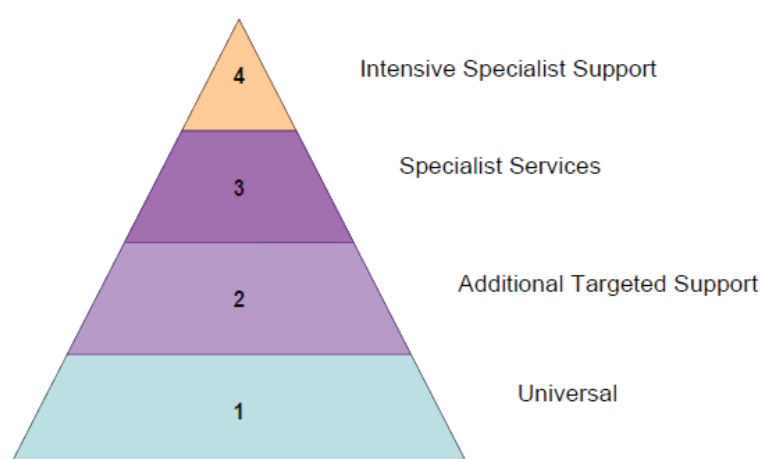 4
Intensive Specialist Support
3
Specialist Services
2
Additional Targeted Support
1
Universal